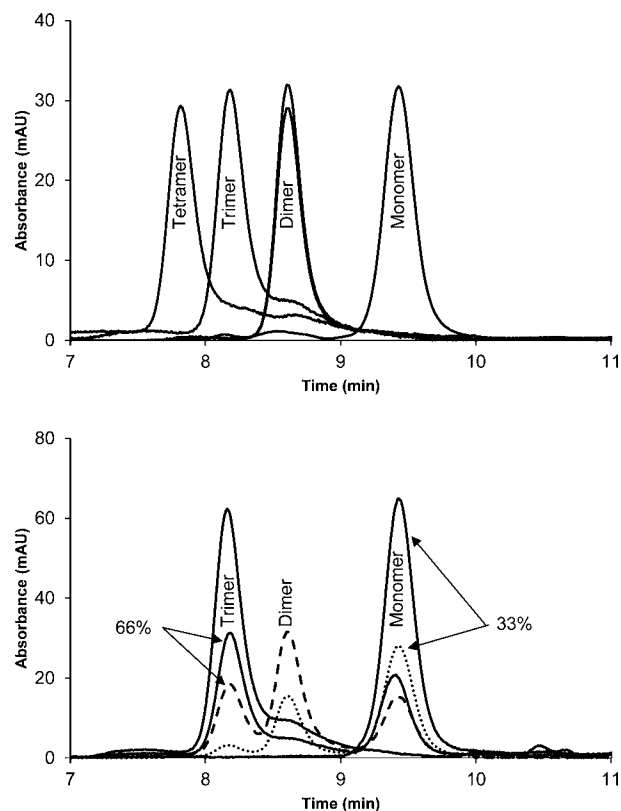 40
30
20
10
0
Absorbance (mAU)
Tetramer
Trimer
Dimer
Monomer
7 8 9 10 11
Time (min)
80
60
40
20
0
Absorbance (mAU)
66%
Trimer
Dimer
Monomer
33%
7 8 9 10 11
Time (min)